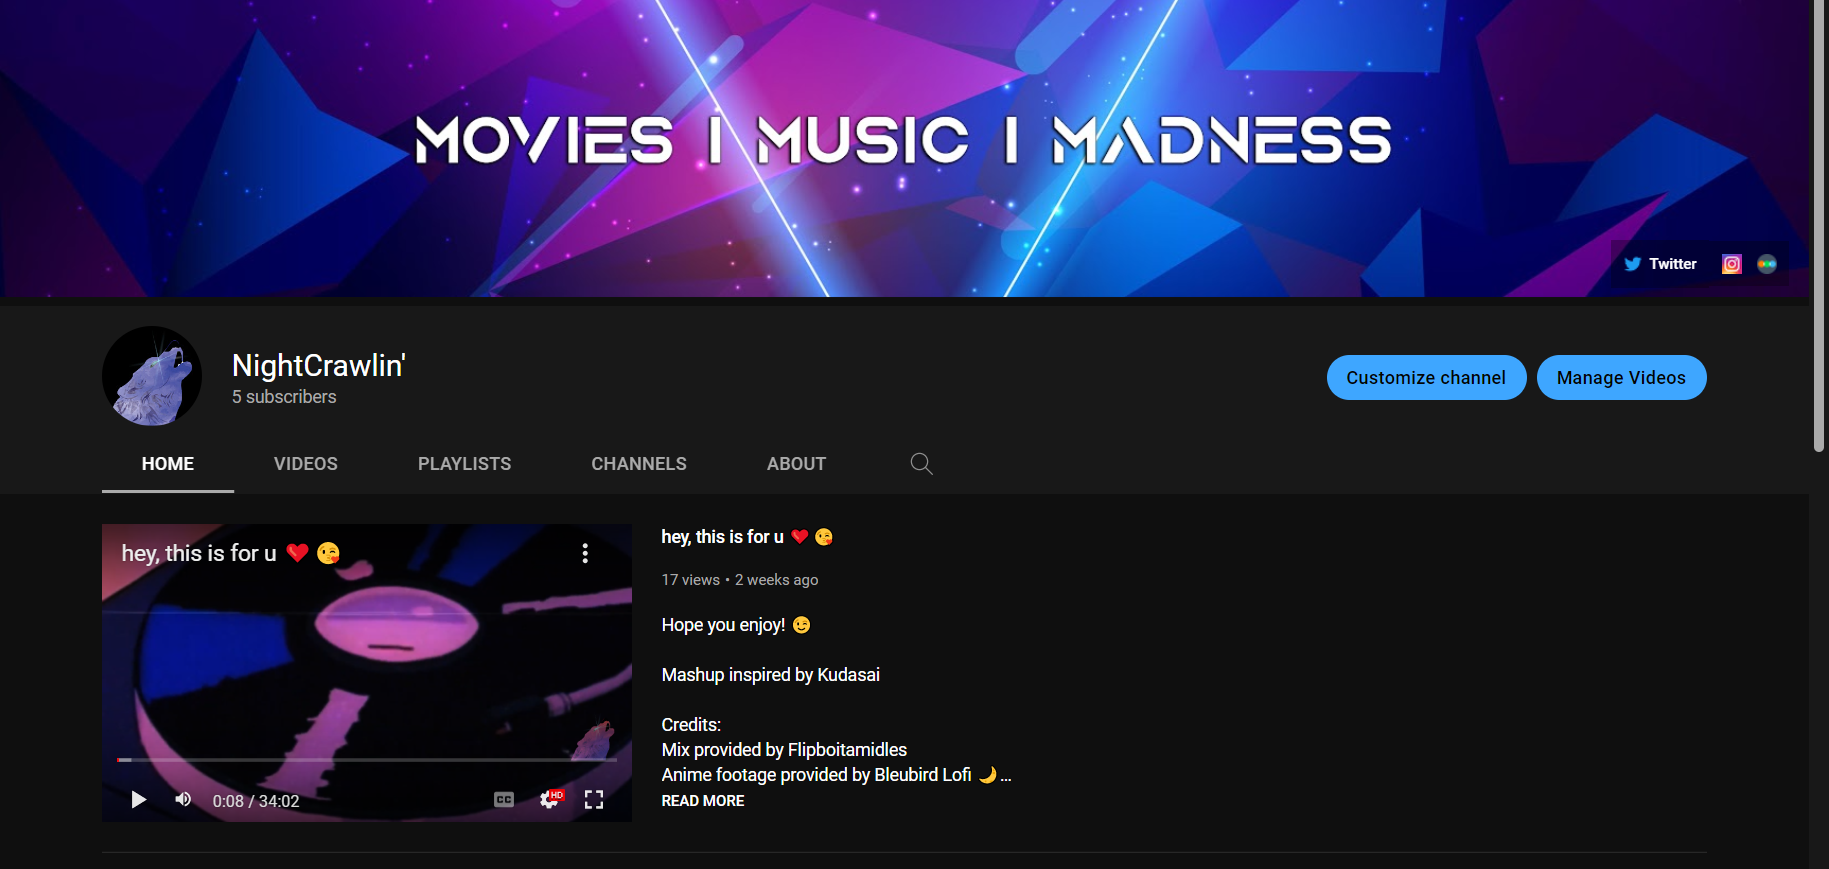 MOVIES | MUSIC | MADNESS
Twitter
NightCrawlin'
5 subscribers
Customize channel
Manage Videos
HOME VIDEOS PLAYLISTS CHANNELS ABOUT
hey, this is for u ❤️ 😘
0:08 / 34:02
CC
HD
hey, this is for u ❤️ 😘
17 views • 2 weeks ago
Hope you enjoy! 😉
Mashup inspired by Kudasai
Credits:
Mix provided by Flipboitamidles
Anime footage provided by Bleubird Lofi 🌙...
READ MORE